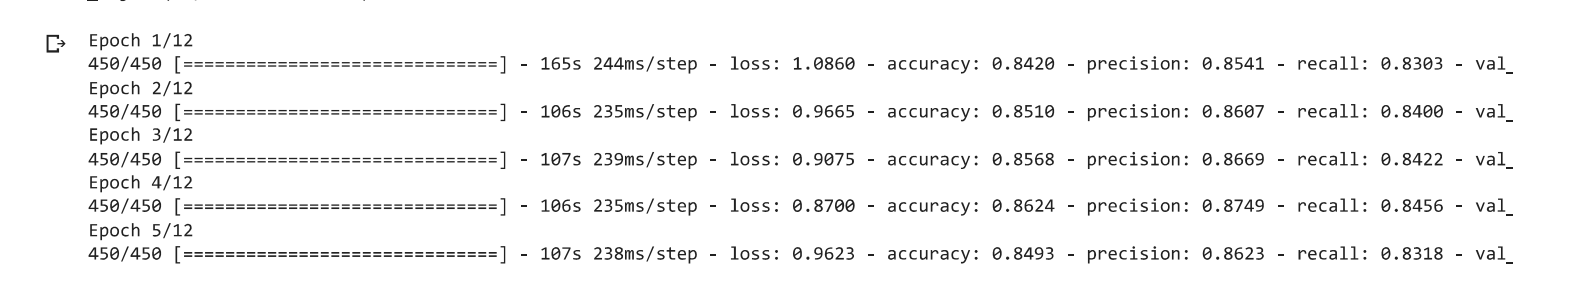 Epoch 1/12
450/450 [==============================] - 165s 244ms/step - loss: 1.0860 - accuracy: 0.8420 - precision: 0.8541 - recall: 0.8303 - val_
Epoch 2/12
450/450 [==============================] - 106s 235ms/step - loss: 0.9665 - accuracy: 0.8510 - precision: 0.8607 - recall: 0.8400 - val_
Epoch 3/12
450/450 [==============================] - 107s 239ms/step - loss: 0.9075 - accuracy: 0.8568 - precision: 0.8669 - recall: 0.8422 - val_
Epoch 4/12
450/450 [==============================] - 106s 235ms/step - loss: 0.8700 - accuracy: 0.8624 - precision: 0.8749 - recall: 0.8456 - val_
Epoch 5/12
450/450 [==============================] - 107s 238ms/step - loss: 0.9623 - accuracy: 0.8493 - precision: 0.8623 - recall: 0.8318 - val_